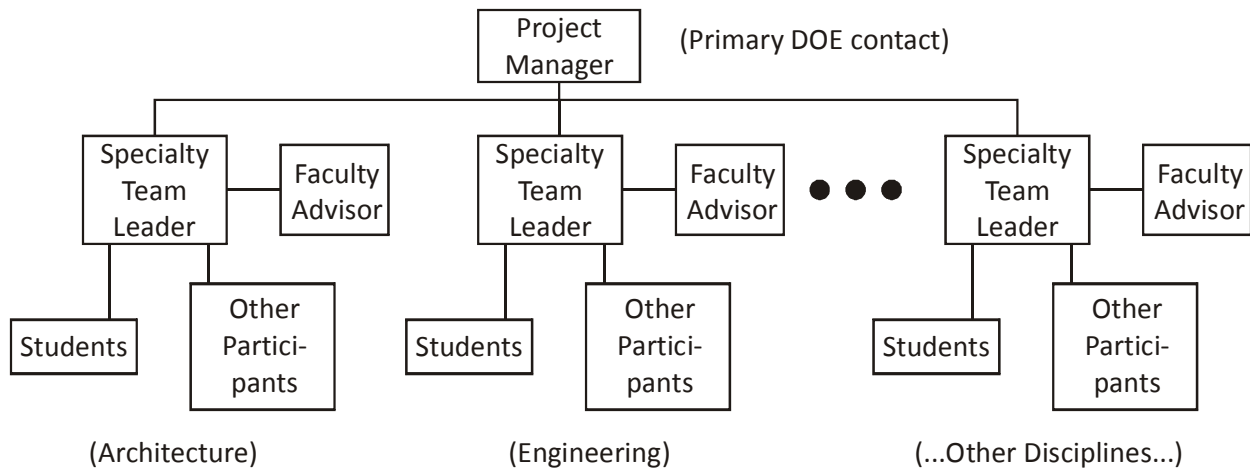 Project
Manager
(Primary DOE contact)
Specialty
Team
Leader
Faculty
Advisor
Students
Other
Partici-
pants
(Architecture)
Specialty
Team
Leader
Faculty
Advisor
Students
Other
Partici-
pants
(Engineering)
Specialty
Team
Leader
Faculty
Advisor
Students
Other
Partici-
pants
(...Other Disciplines...)